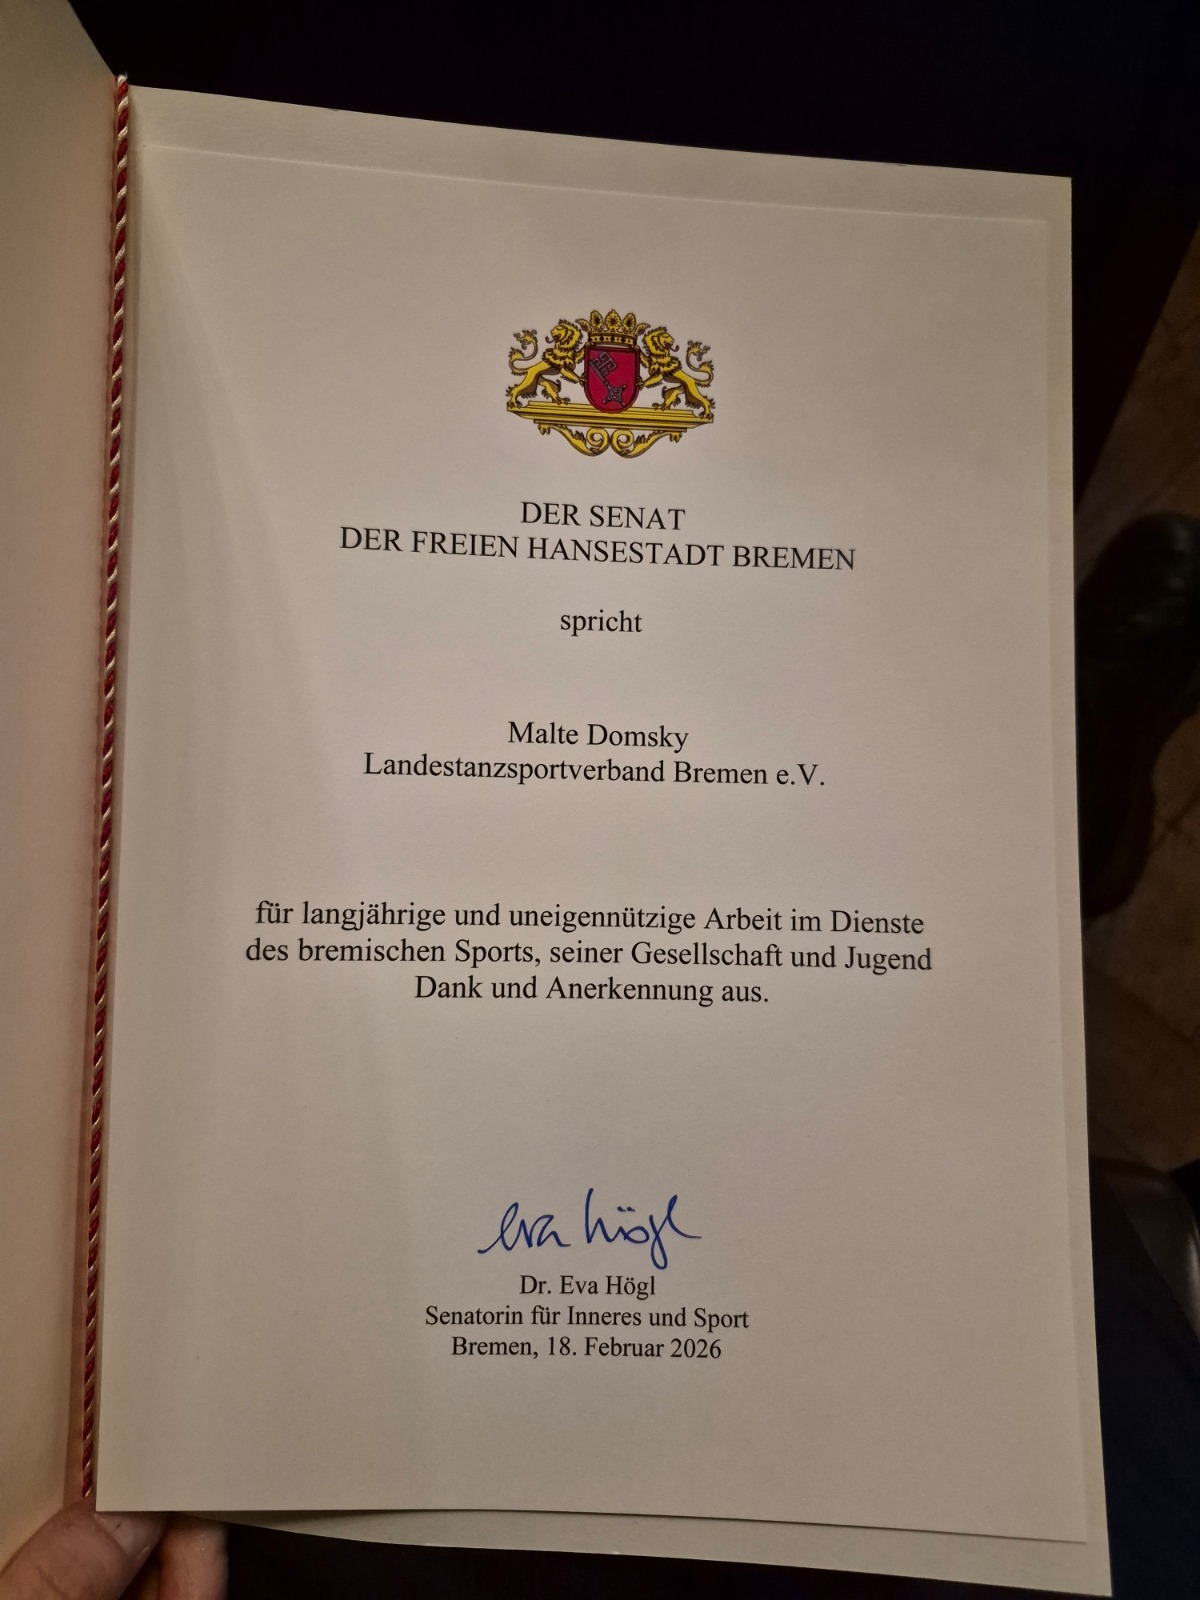 DER SENAT
DER FREIEN HANSESTADT BREMEN
spricht
Malte Domsky
Landestanzsportverband Bremen e.V.
für langjährige und uneigennützige Arbeit im Dienste
des bremischen Sports, seiner Gesellschaft und Jugend
Dank und Anerkennung aus.
Eva Högl
Dr. Eva Högl
Senatorin für Inneres und Sport
Bremen, 18. Februar 2026